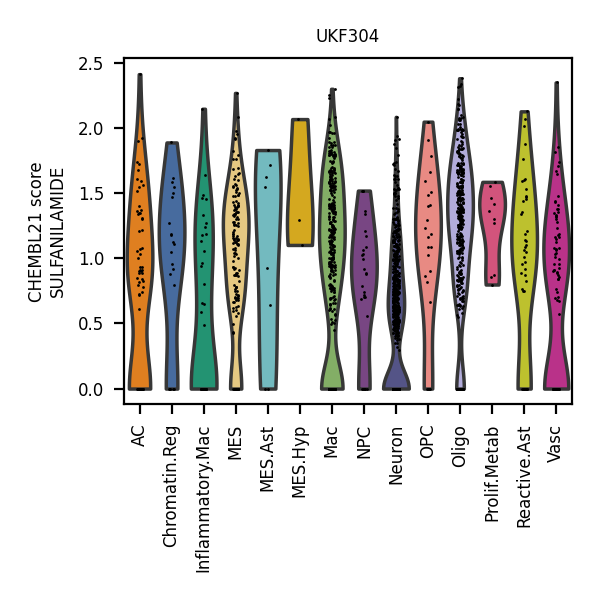 UKF304
CHEMBL21 score
SULFANILAMIDE
2.5
2.0
1.5
1.0
0.5
0.0
AC
Chromatin.Reg
Inflammatory.Mac
MES
MES.Ast
MES.Hyp
Mac
NPC
Neuron
OPC
Oligo
Prolif.Metab
Reactive.Ast
Vasc